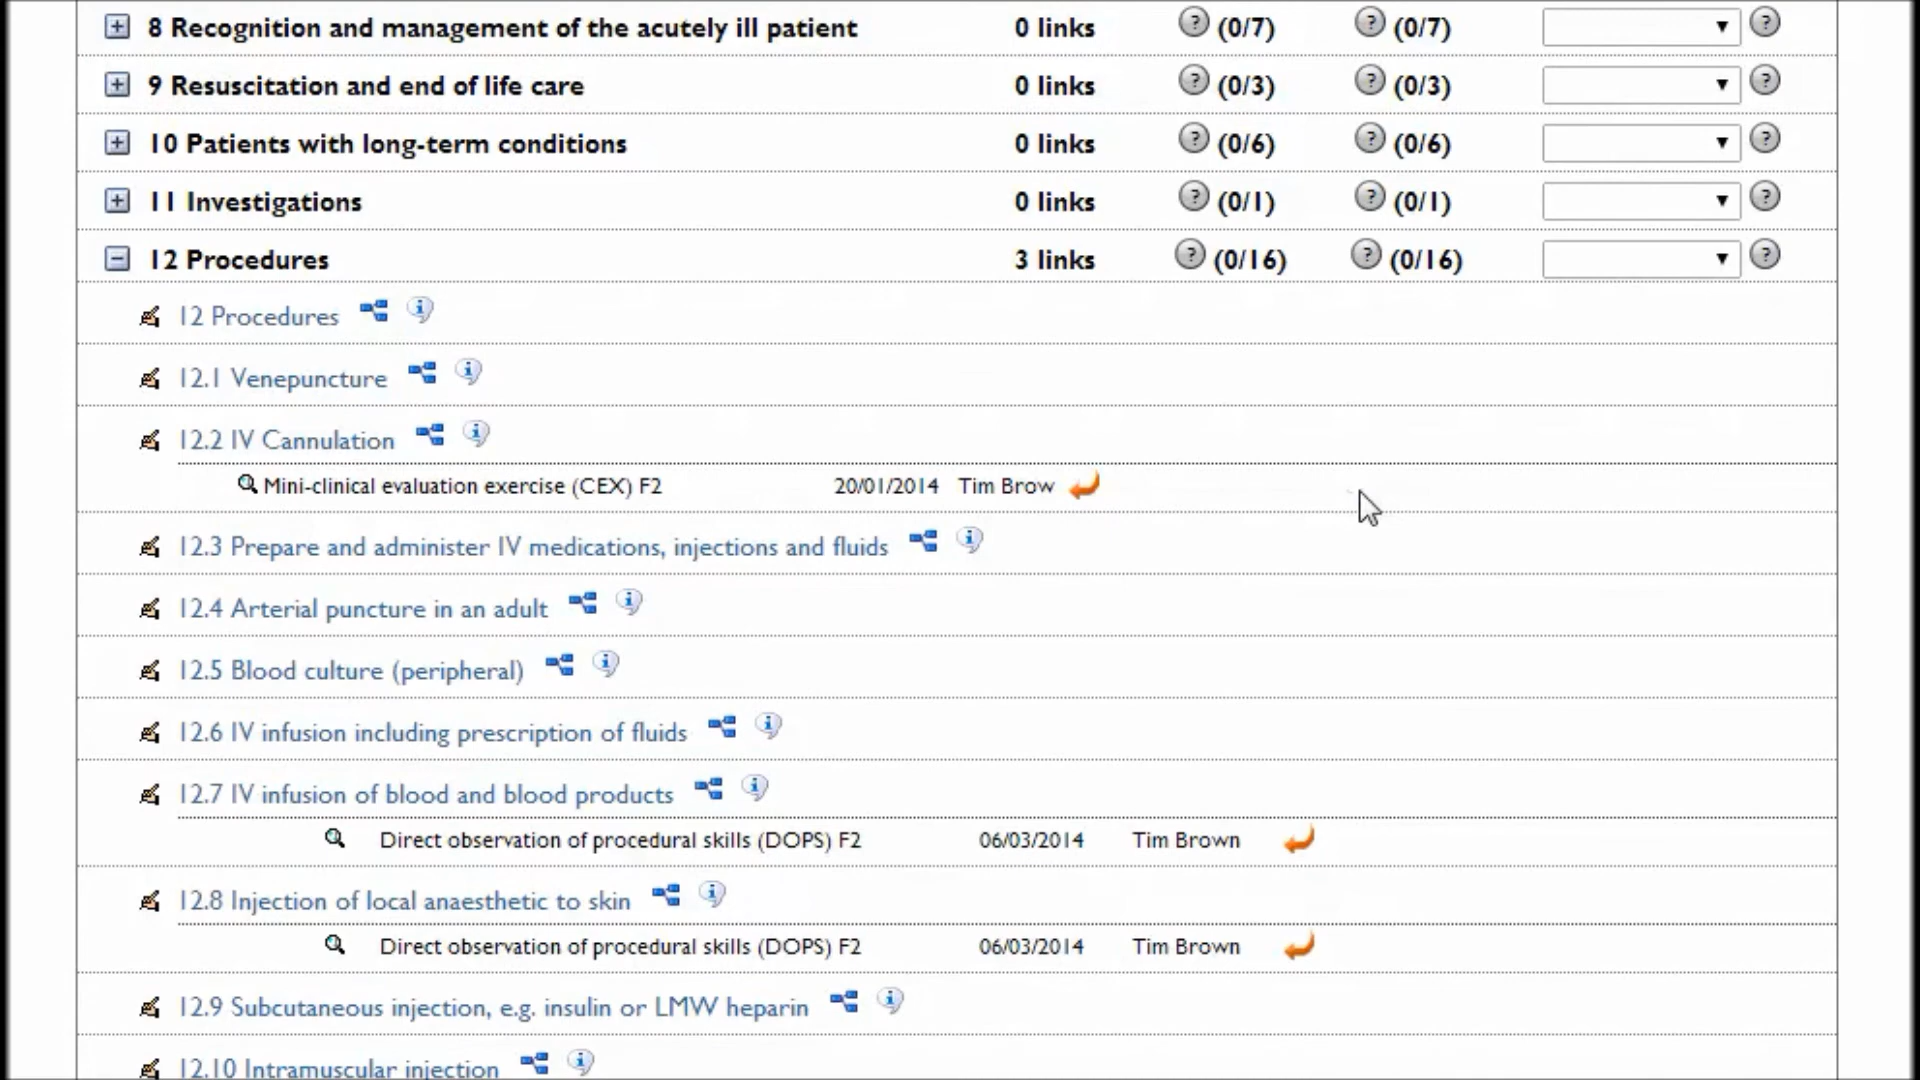 8 Recognition and management of the acutely ill patient 0 links ? (0/7) ? (0/7) ?
9 Resuscitation and end of life care 0 links ? (0/3) ? (0/3) ?
10 Patients with long-term conditions 0 links ? (0/6) ? (0/6) ?
11 Investigations 0 links ? (0/1) ? (0/1) ?
12 Procedures 3 links ? (0/16) ? (0/16) ?
12 Procedures
12.1 Venepuncture
12.2 IV Cannulation
Mini-clinical evaluation exercise (CEX) F2 20/01/2014 Tim Brow
12.3 Prepare and administer IV medications, injections and fluids
12.4 Arterial puncture in an adult
12.5 Blood culture (peripheral)
12.6 IV infusion including prescription of fluids
12.7 IV infusion of blood and blood products
Direct observation of procedural skills (DOPS) F2 06/03/2014 Tim Brown
12.8 Injection of local anaesthetic to skin
Direct observation of procedural skills (DOPS) F2 06/03/2014 Tim Brown
12.9 Subcutaneous injection, e.g. insulin or LMW heparin
12.10 Intramuscular injection